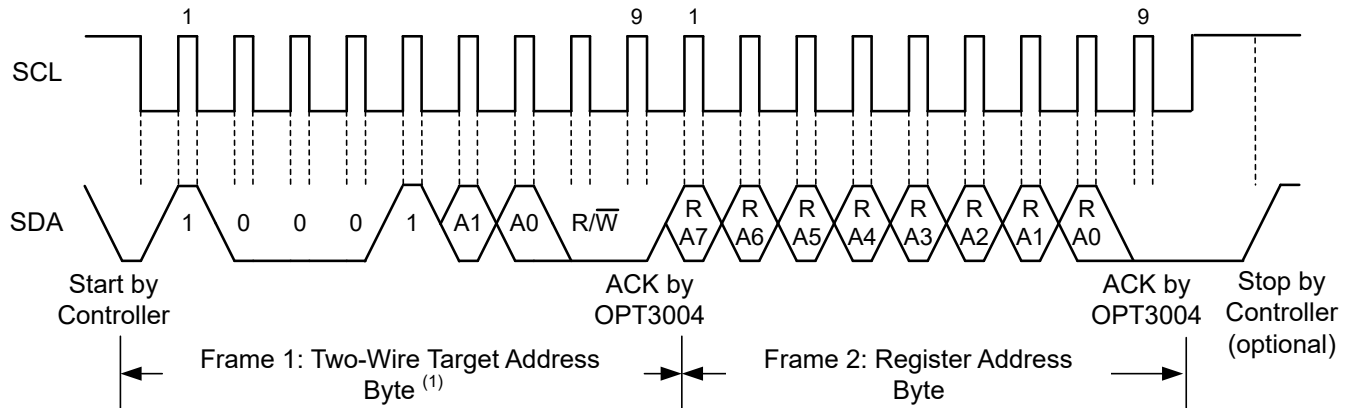 1 9 1 9
SCL
SDA
1 0 0 0 1 A1 A0 R/W̅ R A7 R A6 R A5 R A4 R A3 R A2 R A1 R A0
Start by
Controller
ACK by
OPT3004
ACK by
OPT3004
Stop by
Controller
(optional)
Frame 1: Two-Wire Target Address
Byte (1)
Frame 2: Register Address
Byte